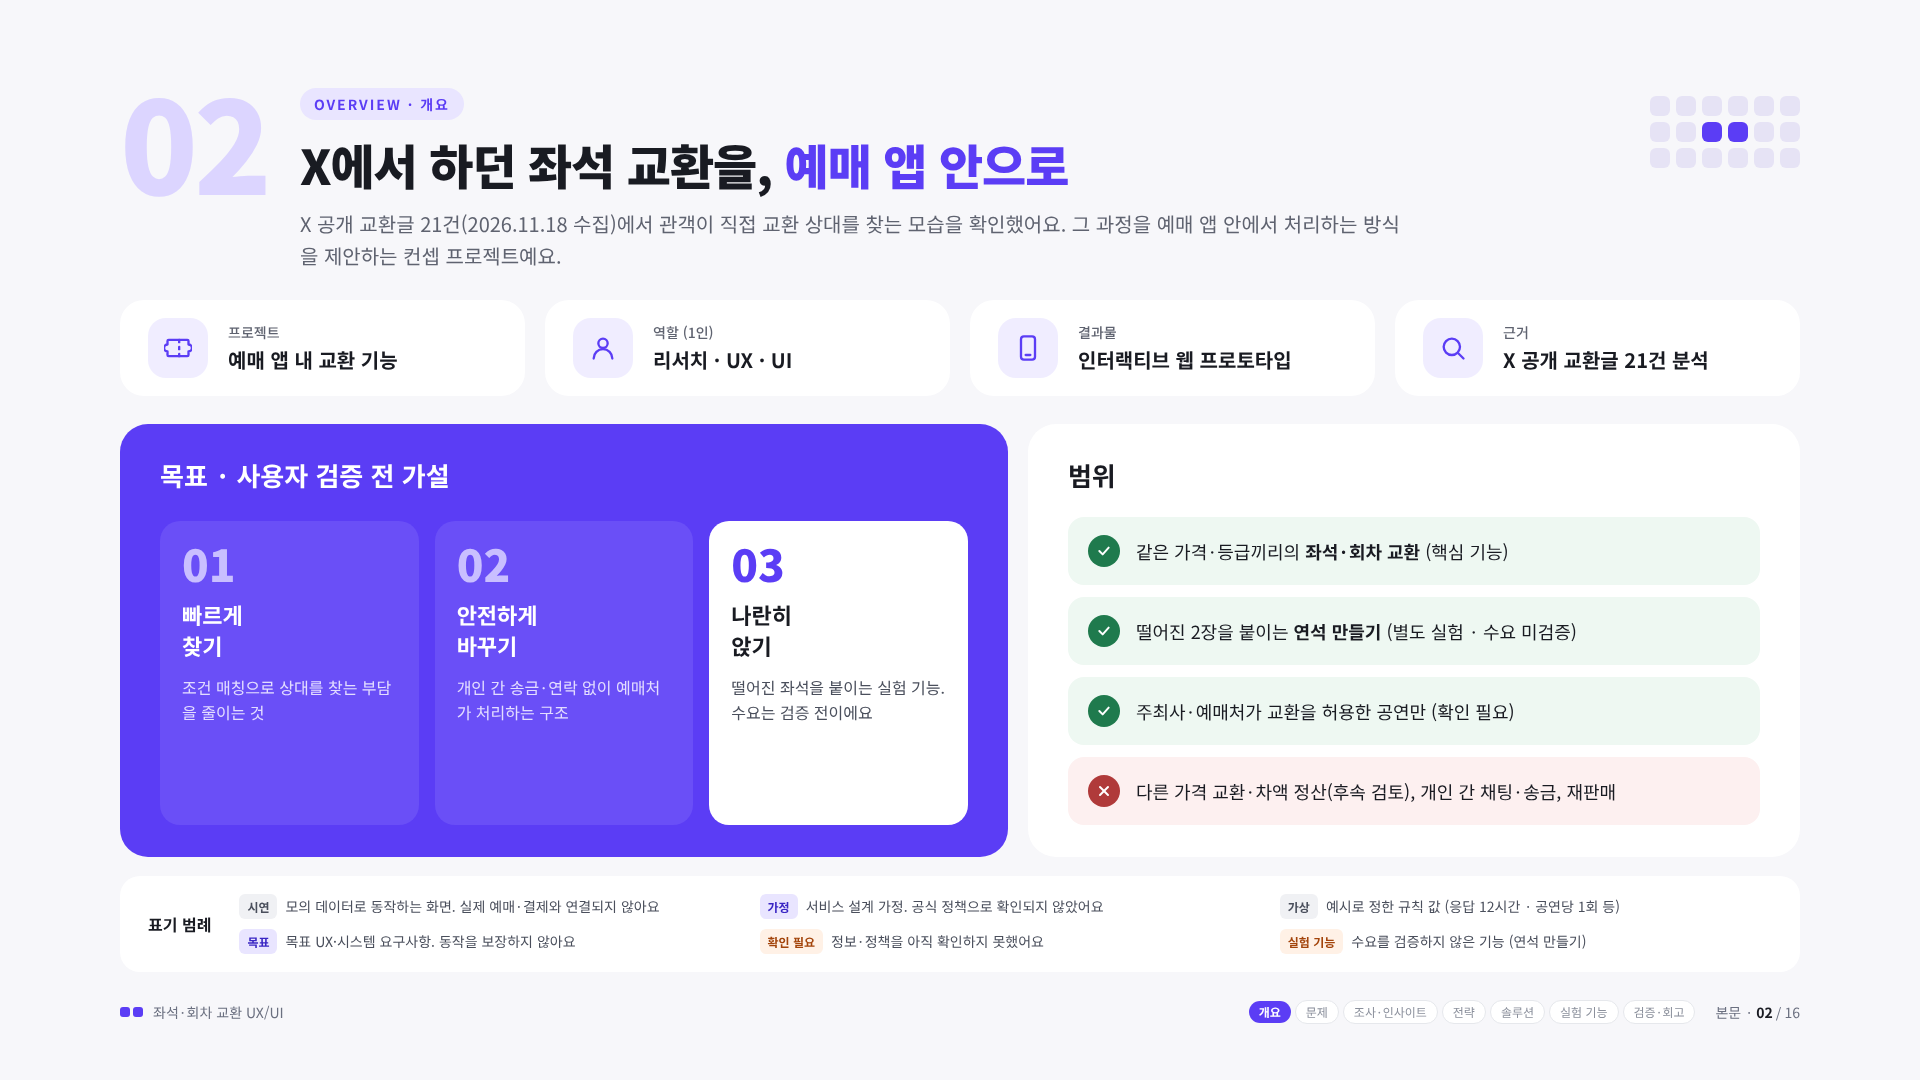 02
OVERVIEW · 개요
X에서 하던 좌석 교환을, 예매 앱 안으로
X 공개 교환글 21건(2026.11.18 수집)에서 관객이 직접 교환 상대를 찾는 모습을 확인했어요. 그 과정을 예매 앱 안에서 처리하는 방식
을 제안하는 컨셉 프로젝트예요.
프로젝트
예매 앱 내 교환 기능
역할 (1인)
리서치 · UX · UI
결과물
인터랙티브 웹 프로토타입
근거
X 공개 교환글 21건 분석
목표 · 사용자 검증 전 가설
01
빠르게
찾기
조건 매칭으로 상대를 찾는 부담
을 줄이는 것
02
안전하게
바꾸기
개인 간 송금·연락 없이 예매처
가 처리하는 구조
03
나란히
앉기
떨어진 좌석을 붙이는 실험 기능.
수요는 검증 전이에요
범위
같은 가격·등급끼리의 좌석·회차 교환 (핵심 기능)
떨어진 2장을 붙이는 연석 만들기 (별도 실험 · 수요 미검증)
주최사·예매처가 교환을 허용한 공연만 (확인 필요)
다른 가격 교환·차액 정산(후속 검토), 개인 간 채팅·송금, 재판매
표기 범례
시연 모의 데이터로 동작하는 화면. 실제 예매·결제와 연결되지 않아요
가정 서비스 설계 가정. 공식 정책으로 확인되지 않았어요
가상 예시로 정한 규칙 값 (응답 12시간 · 공연당 1회 등)
목표 목표 UX·시스템 요구사항. 동작을 보장하지 않아요
확인 필요 정보·정책을 아직 확인하지 못했어요
실험 기능 수요를 검증하지 않은 기능 (연석 만들기)
좌석·회차 교환 UX/UI
개요 문제 조사·인사이트 전략 솔루션 실험 기능 검증·회고 본문 · 02 / 16